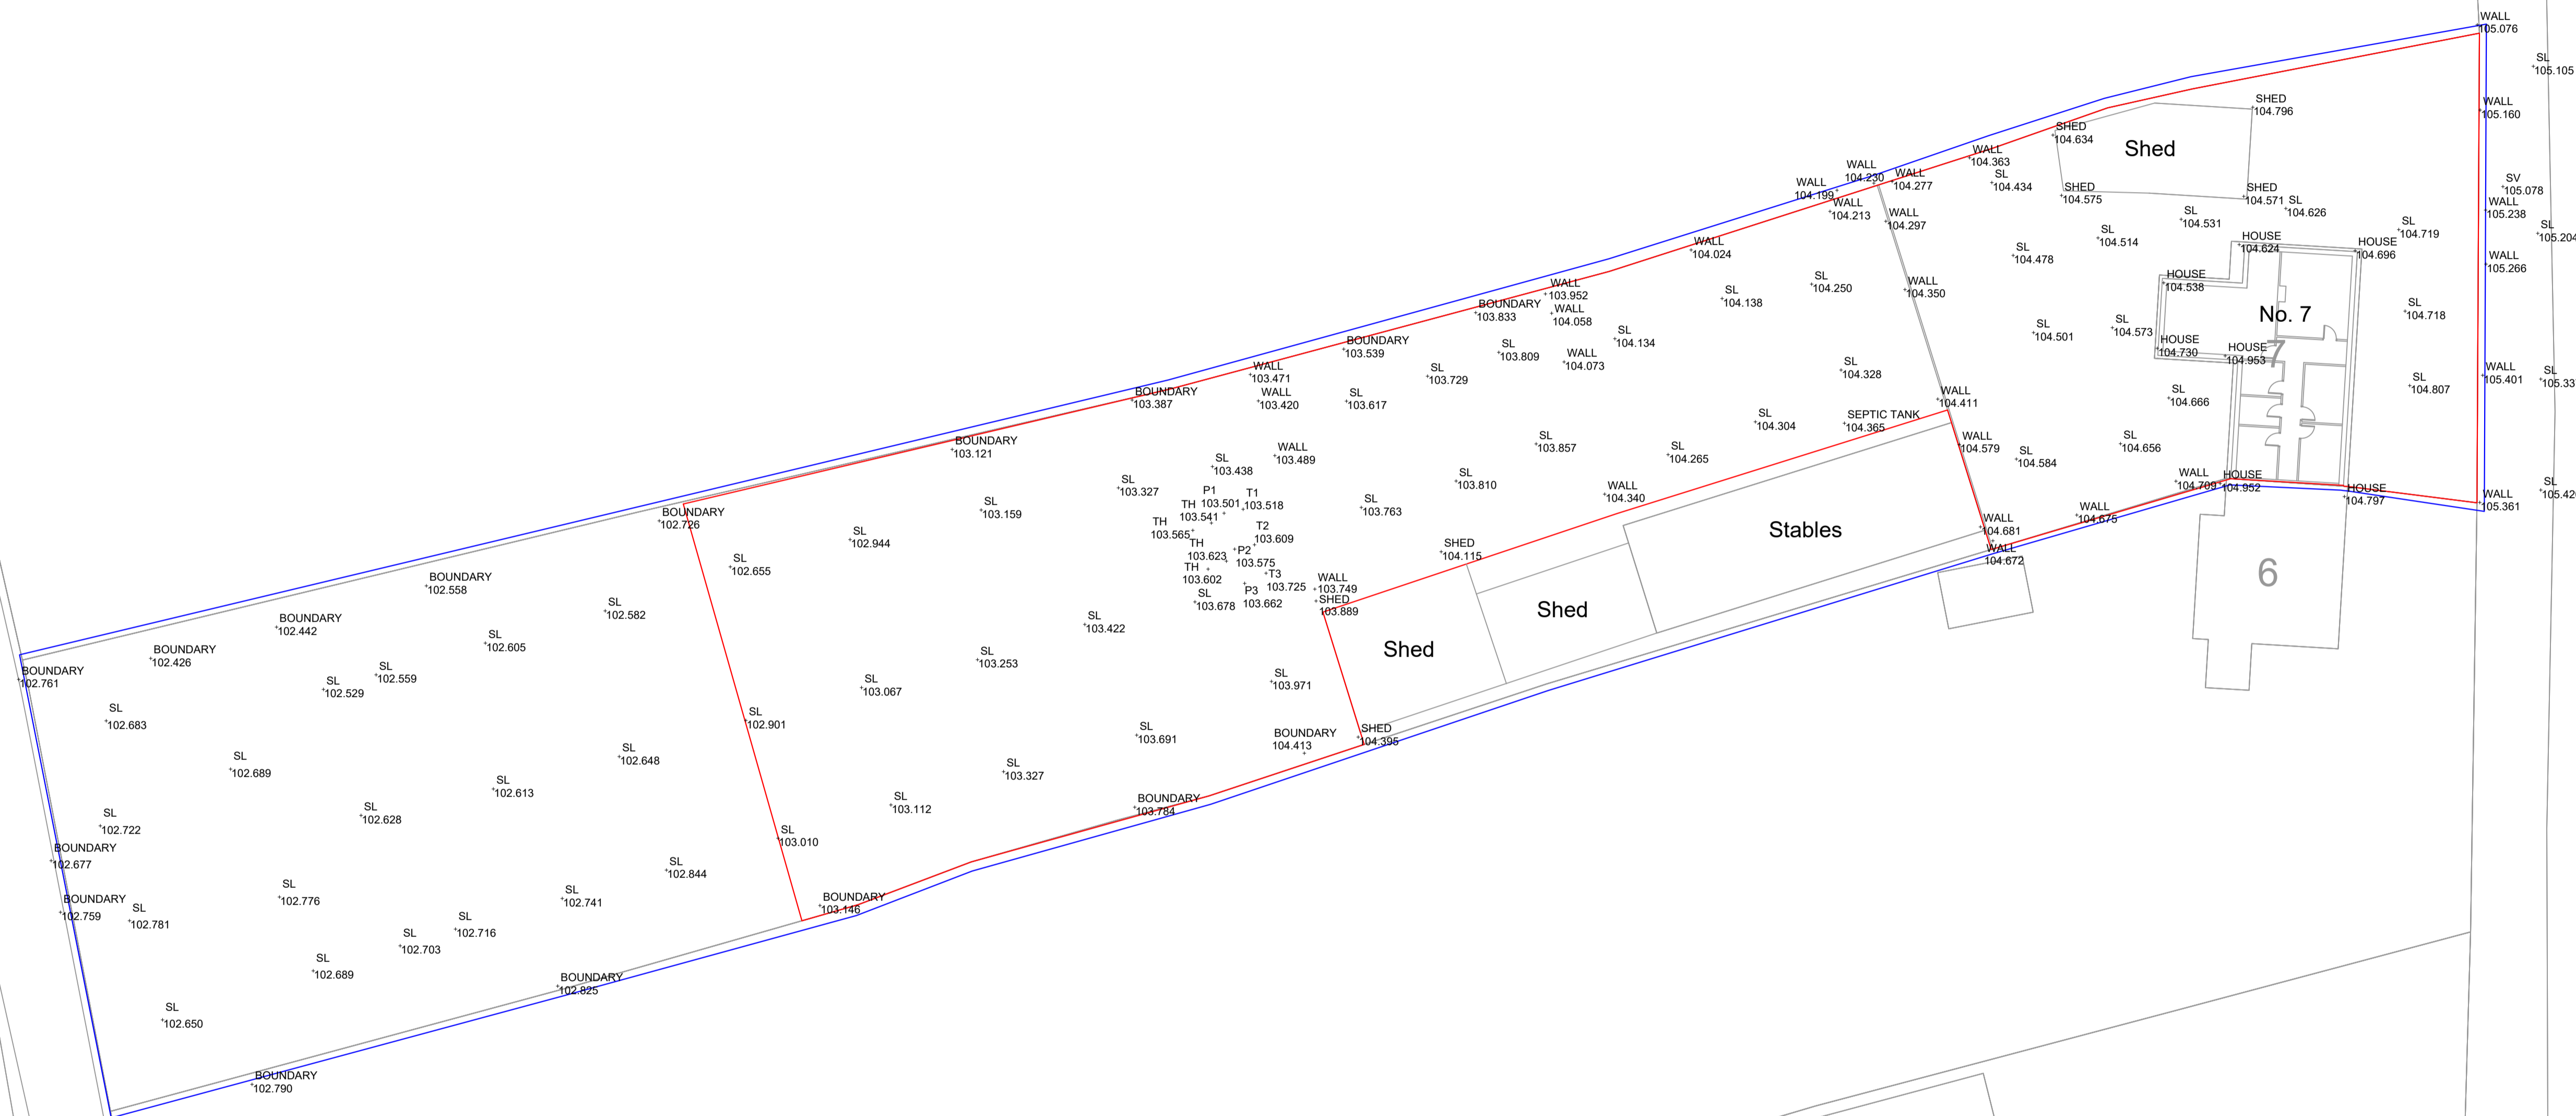 WALL
105.076
SL
105.105
SHED
104.796
WALL
105.160
SHED
104.634
Shed
WALL
104.363
WALL
104.230
WALL
104.277
SL
104.434
WALL
104.199
SV
105.078
SHED
104.575
SHED
104.571
SL
104.626
WALL
104.213
WALL
105.238
WALL
104.297
SL
104.531
SL
104.719
SL
105.204
SL
104.514
HOUSE
104.624
HOUSE
104.696
WALL
104.024
SL
104.478
WALL
105.266
WALL
103.952
SL
104.250
WALL
104.350
HOUSE
104.538
SL
104.138
BOUNDARY
103.833
WALL
104.058
No. 7
7
SL
104.718
SL
104.573
SL
104.501
SL
104.134
BOUNDARY
103.539
SL
103.809
WALL
104.073
HOUSE
104.730
HOUSE
104.953
WALL
103.471
SL
103.729
SL
104.328
WALL
105.401
SL
105.33
SL
104.807
BOUNDARY
103.387
WALL
103.420
SL
103.617
WALL
104.411
SL
104.666
SL
104.304
SEPTIC TANK
104.365
BOUNDARY
103.121
SL
103.857
WALL
104.579
SL
104.656
WALL
103.489
SL
104.265
SL
104.584
SL
103.438
SL
103.327
SL
103.810
WALL
104.709
HOUSE
104.952
HOUSE
104.797
WALL
105.361
SL
105.420
WALL
104.340
P1
103.501
T1
103.518
SL
103.159
SL
103.763
TH
103.541
WALL
104.675
BOUNDARY
102.726
TH
103.565
T2
103.609
WALL
104.681
Stables
SL
102.944
TH
103.623
P2
103.575
SHED
104.115
WALL
104.672
SL
102.655
TH
103.602
T3
103.725
WALL
103.749
6
BOUNDARY
102.558
SL
103.678
P3
103.662
SHED
103.889
Shed
SL
102.582
BOUNDARY
102.442
SL
103.422
SL
102.605
BOUNDARY
102.426
Shed
SL
103.253
BOUNDARY
102.761
SL
102.559
SL
102.529
SL
103.067
SL
103.971
SL
102.683
SL
102.901
SL
103.691
BOUNDARY
104.413
SHED
104.395
SL
102.648
SL
102.689
SL
103.327
SL
102.613
SL
103.112
BOUNDARY
103.784
SL
102.628
SL
102.722
SL
103.010
BOUNDARY
102.677
SL
102.844
SL
102.776
SL
102.741
BOUNDARY
103.146
BOUNDARY
102.759
SL
102.781
SL
102.716
SL
102.703
SL
102.689
BOUNDARY
102.825
SL
102.650
BOUNDARY
102.790